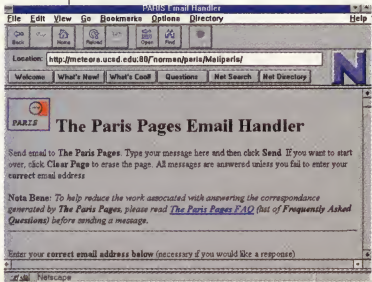 PARIS Email Handler
File Edit View Go Bookmarks Options Directory Help
Back Home Reload Open Find
Location: http://meteora.ucsd.edu:80/~norman/paris/Mailparis/
Welcome What's New! What's Cool! Questions Net Search Net Directory
N
PARIS
The Paris Pages Email Handler
Send email to The Paris Pages. Type your message here and then click Send. If you want to start
over, click Clear Page to erase the page. All messages are answered unless you fail to enter your
correct email address
Nota Bene: To help reduce the work associated with answering the correspondance
generated by The Paris Pages, please read The Paris Pages FAQ (list of Frequently Asked
Questions) before sending a message.
Enter your correct email address below (necessary if you would like a response)
Netscape